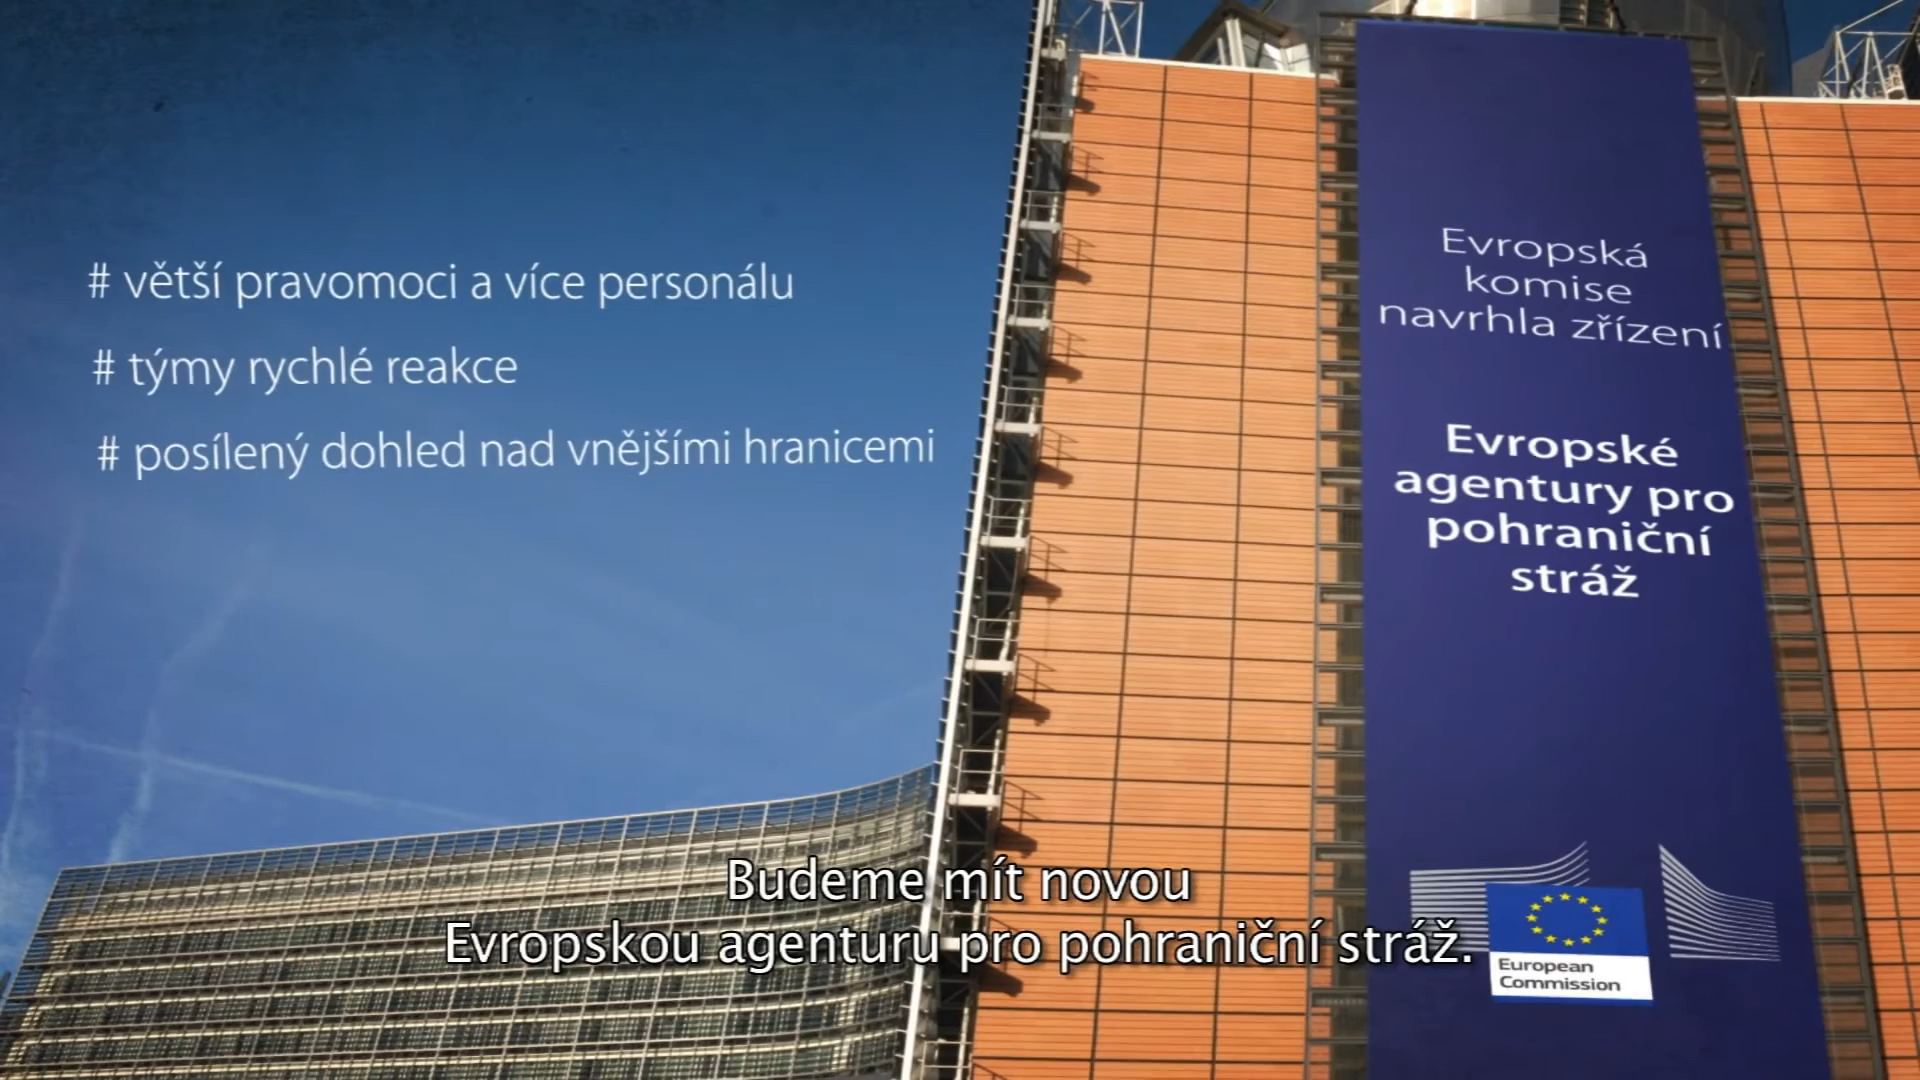 # větší pravomoci a více personálu
# týmy rychlé reakce
# posílený dohled nad vnějšími hranicemi
Evropská
komise
navrhla zřízení
Evropské
agentury pro
pohraniční
stráž
Budeme mít novou
Evropskou agenturu pro pohraniční stráž.
European
Commission